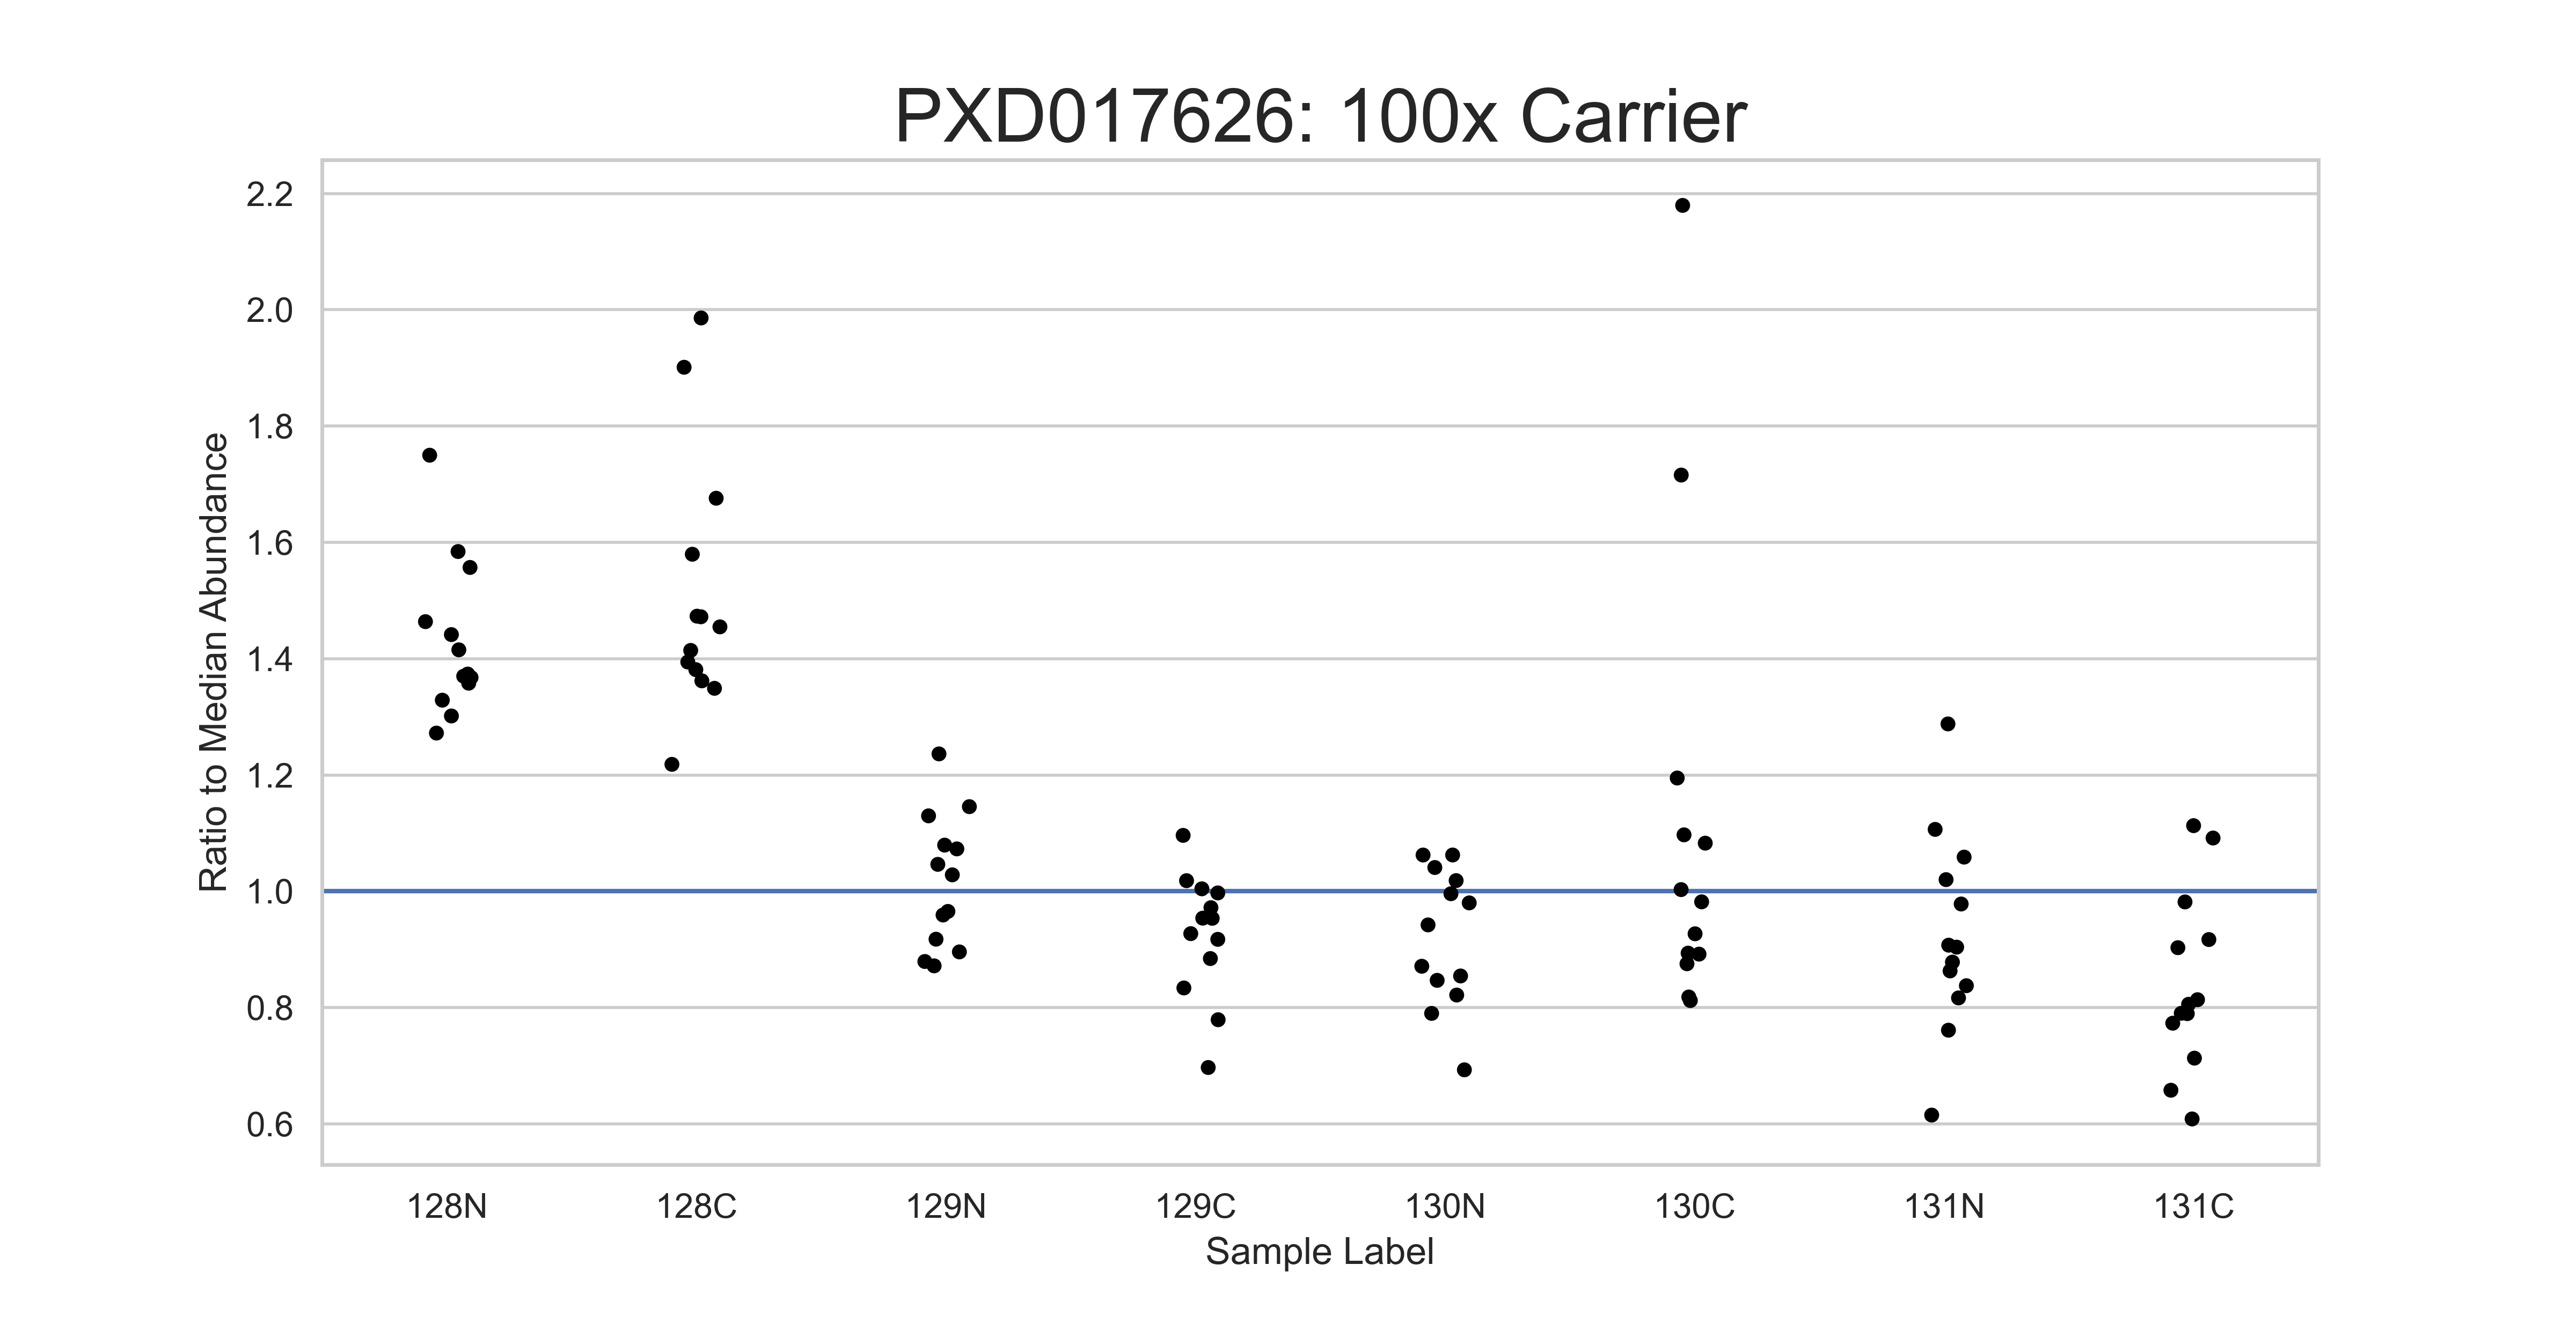 PXD017626: 100x Carrier
2.2
2.0
1.8
1.6
1.4
1.2
1.0
0.8
0.6
Ratio to Median Abundance
128N 128C 129N 129C 130N 130C 131N 131C
Sample Label